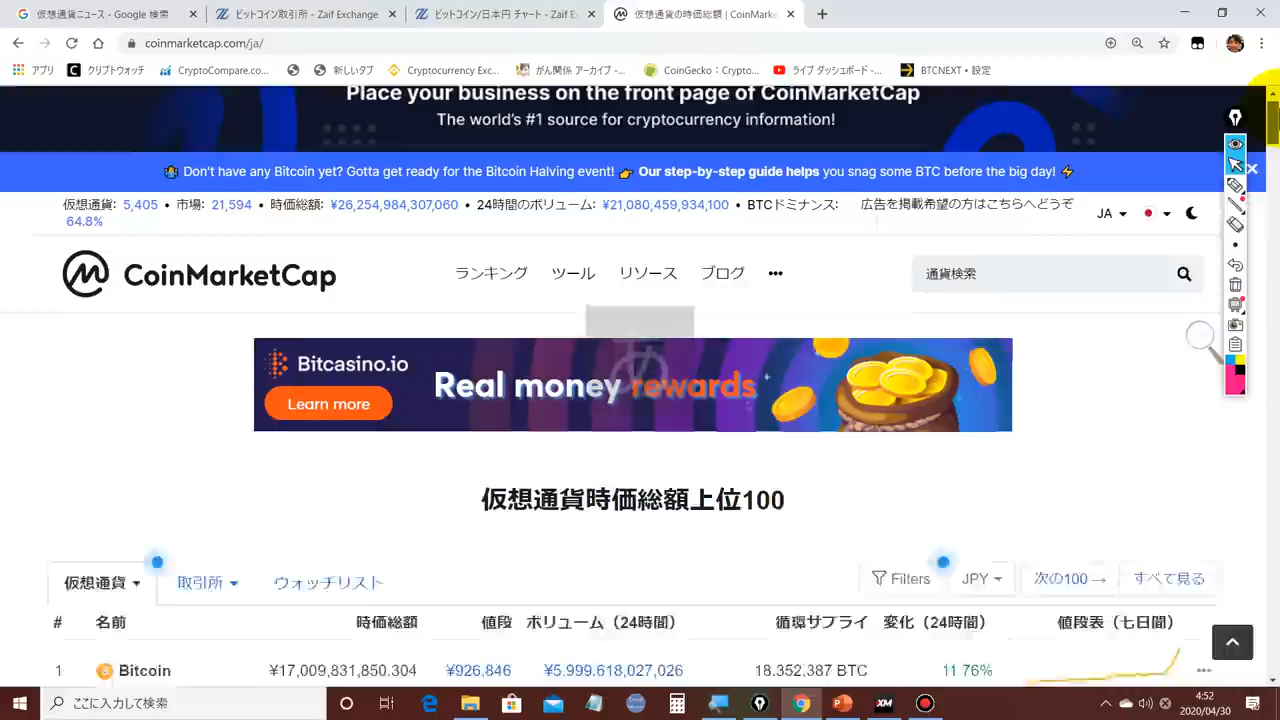 仮想通貨ニュース - Google 検索
ビットコイン取引所 - Zaif Exchange
ビットコイン/日本円 チャート - Zaif E
仮想通貨の時価総額 | CoinMarke
coinmarketcap.com/ja/
アプリ
クリプトウォッチ
CryptoCompare.co...
新しいタブ
Cryptocurrency Exc...
がん関係 アーカイブ -...
CoinGecko：Crypto...
ライブ ダッシュボード -...
BTCNEXT • 設定
Place your business on the front page of CoinMarketCap
The world's #1 source for cryptocurrency information!
Don't have any Bitcoin yet? Gotta get ready for the Bitcoin Halving event! 👉 Our step-by-step guide helps you snag some BTC before the big day! ⚡
仮想通貨: 5,405 • 市場: 21,594 • 時価総額: ¥26,254,984,307,060 • 24時間のボリューム: ¥21,080,459,934,100 • BTCドミナンス:
64.8%
広告を掲載希望の方はこちらへどうぞ
JA
CoinMarketCap
ランキング ツール リソース ブログ •••
通貨検索
あ
Bitcasino.io
Learn more
Real money rewards
仮想通貨時価総額上位100
仮想通貨 取引所 ウォッチリスト
Filters JPY 次の100 → すべて見る
# 名前 時価総額 値段 ボリューム（24時間） 循環サプライ 変化（24時間） 値段表（七日間）
1 Bitcoin ¥17,009,831,850,304 ¥926,846 ¥5,999,618,027,026 18,352,387 BTC 11.76% •••
ここに入力して検索
XM
4:52
2020/04/30